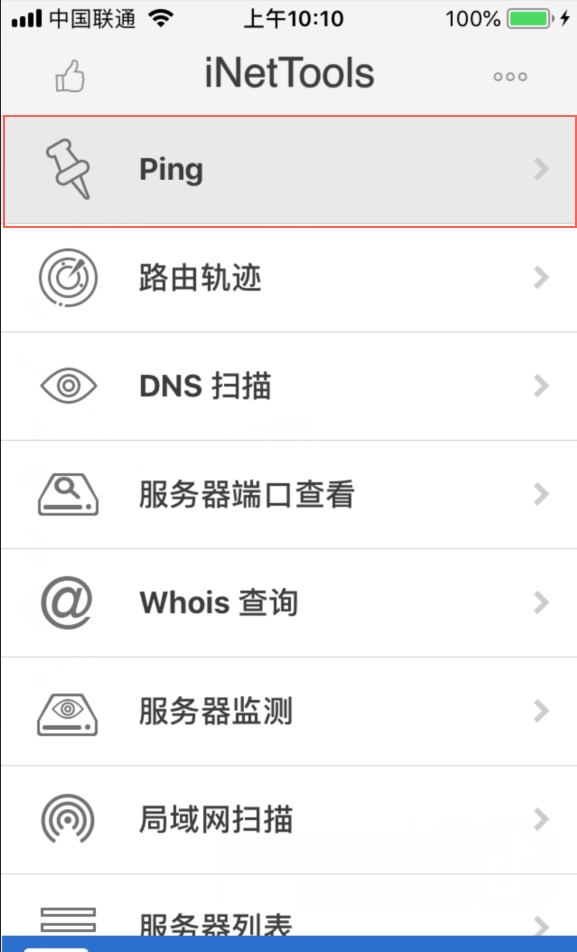 中国联通 上午10:10 100%
iNetTools
Ping
路由轨迹
DNS 扫描
服务器端口查看
Whois 查询
服务器监测
局域网扫描
服务器列表